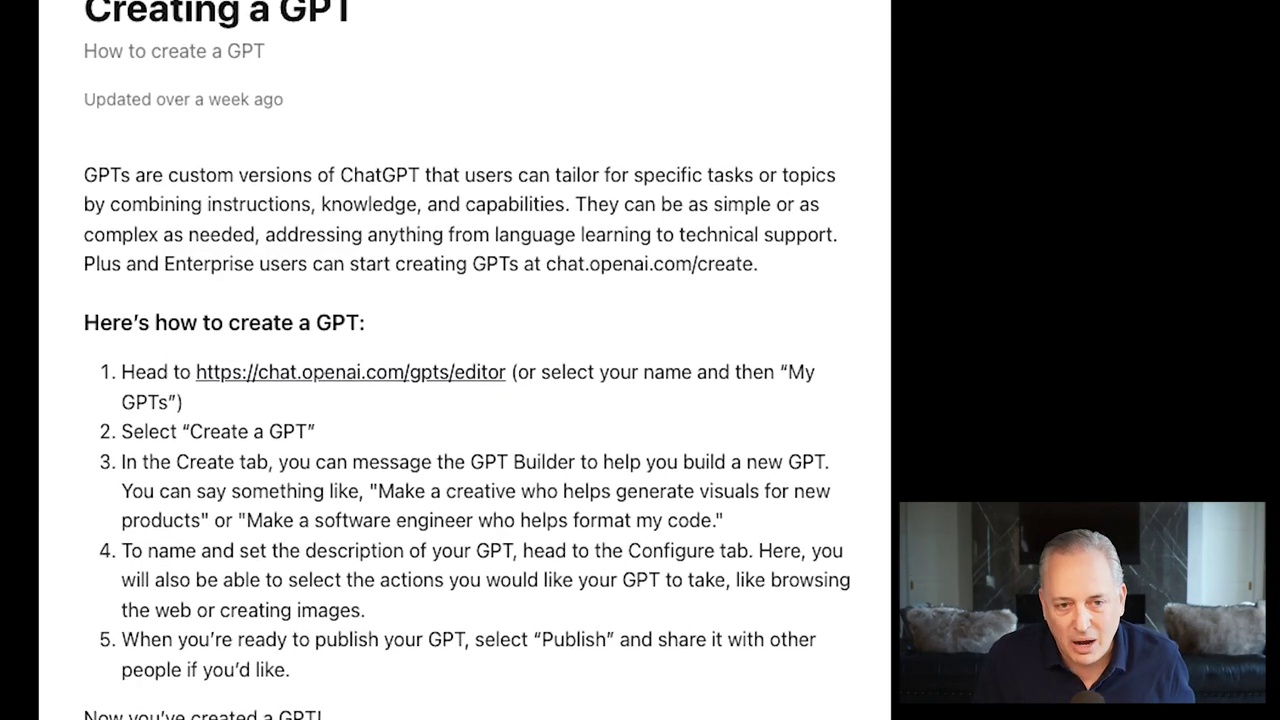 Creating a GPT
How to create a GPT
Updated over a week ago
GPTs are custom versions of ChatGPT that users can tailor for specific tasks or topics
by combining instructions, knowledge, and capabilities. They can be as simple or as
complex as needed, addressing anything from language learning to technical support.
Plus and Enterprise users can start creating GPTs at chat.openai.com/create.
Here’s how to create a GPT:
1. Head to https://chat.openai.com/gpts/editor (or select your name and then “My
GPTs”)
2. Select “Create a GPT”
3. In the Create tab, you can message the GPT Builder to help you build a new GPT.
You can say something like, "Make a creative who helps generate visuals for new
products" or "Make a software engineer who helps format my code."
4. To name and set the description of your GPT, head to the Configure tab. Here, you
will also be able to select the actions you would like your GPT to take, like browsing
the web or creating images.
5. When you’re ready to publish your GPT, select “Publish” and share it with other
people if you’d like.
Now you’ve created a GPT!